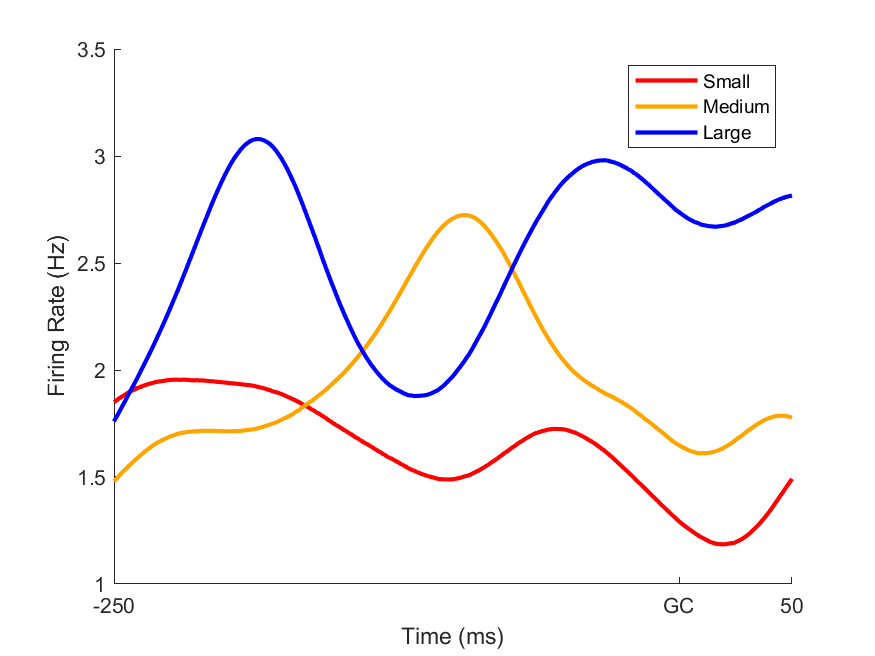 3.5
3
2.5
2
1.5
1
Firing Rate (Hz)
Small
Medium
Large
-250
GC
50
Time (ms)